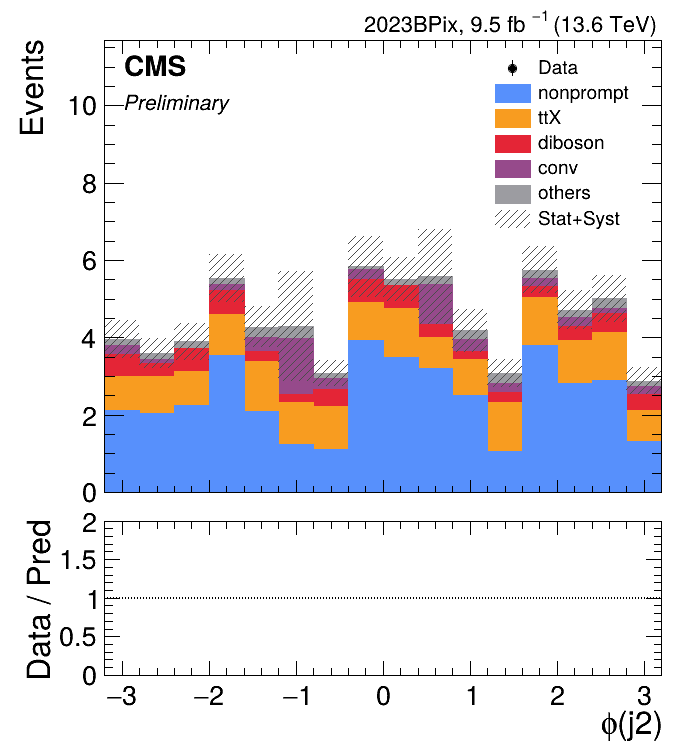 2023BPix, 9.5 fb⁻¹ (13.6 TeV)
Events
CMS
Preliminary
Data
nonprompt
ttX
diboson
conv
others
Stat+Syst
10
8
6
4
2
0
Data / Pred
2
1.5
1
0.5
0
−3 −2 −1 0 1 2 3
ϕ(j2)